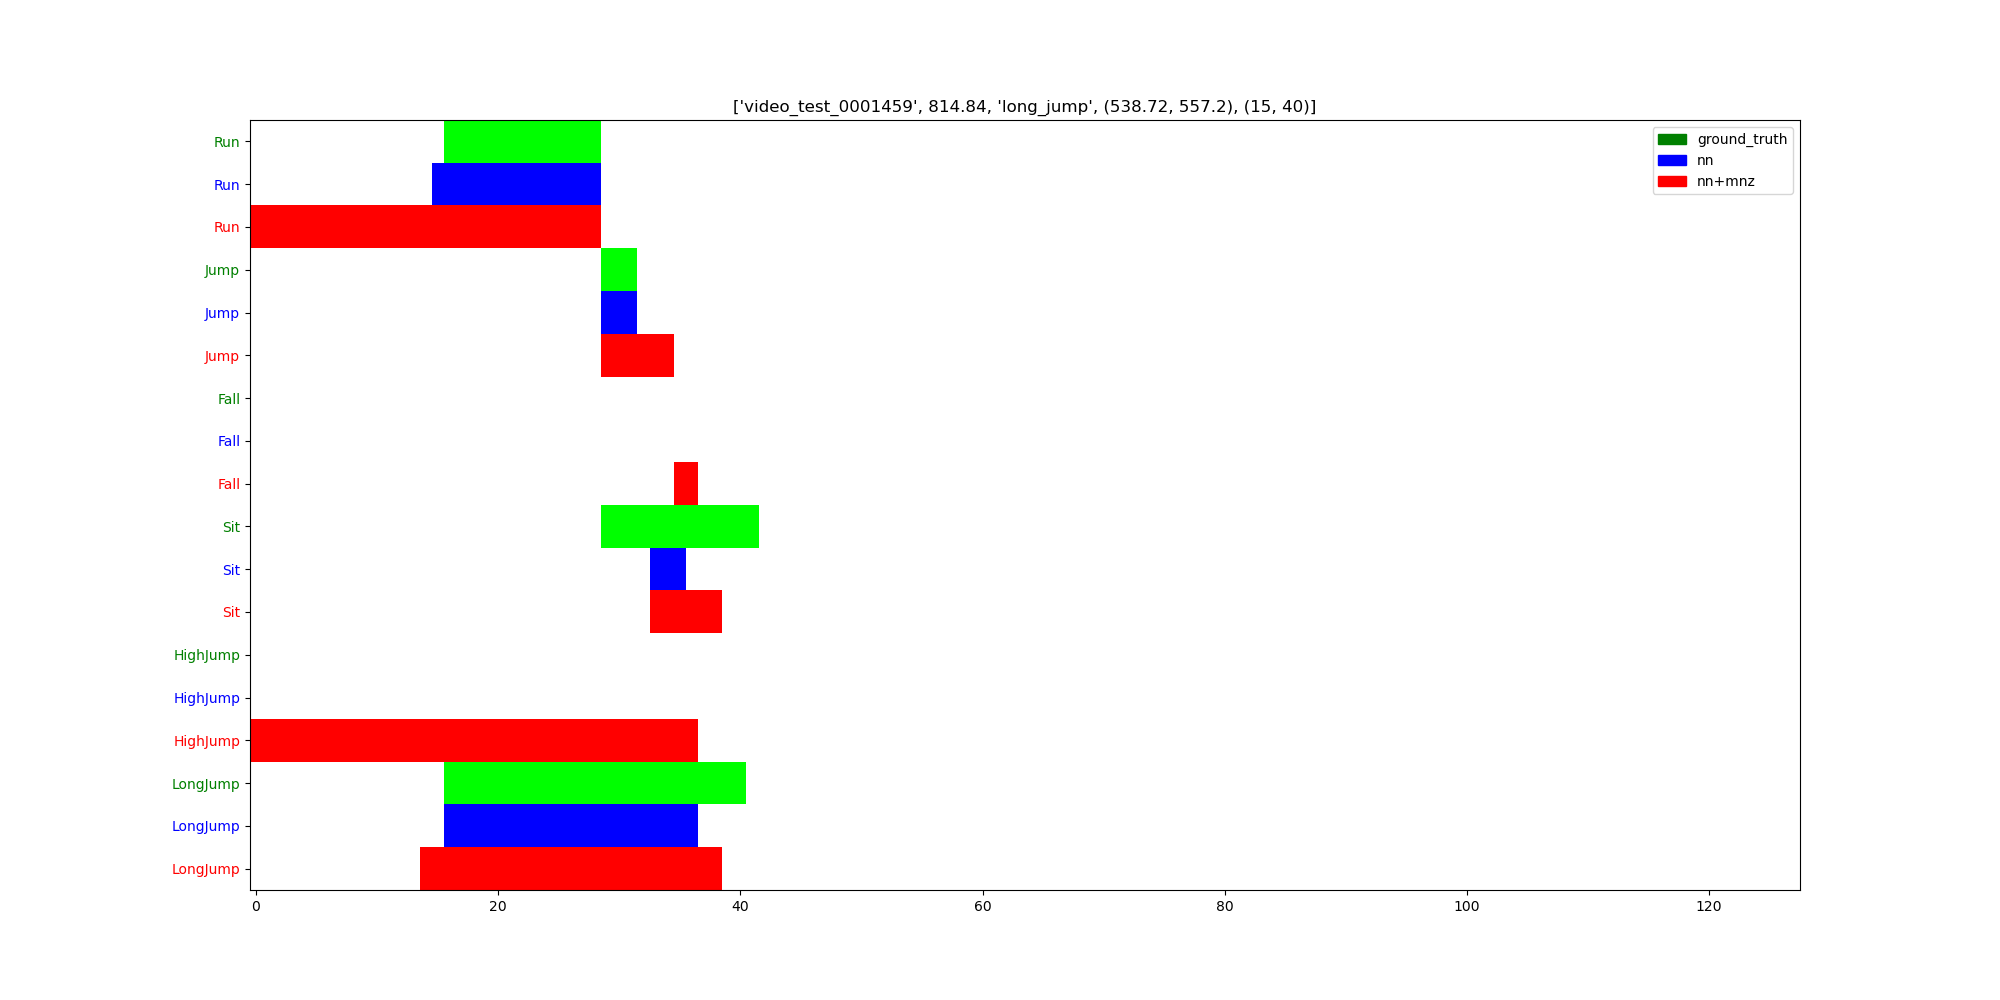 ['video_test_0001459', 814.84, 'long_jump', (538.72, 557.2), (15, 40)]
ground_truth
nn
nn+mnz
Run
Run
Run
Jump
Jump
Jump
Fall
Fall
Fall
Sit
Sit
Sit
HighJump
HighJump
HighJump
LongJump
LongJump
LongJump
0 20 40 60 80 100 120